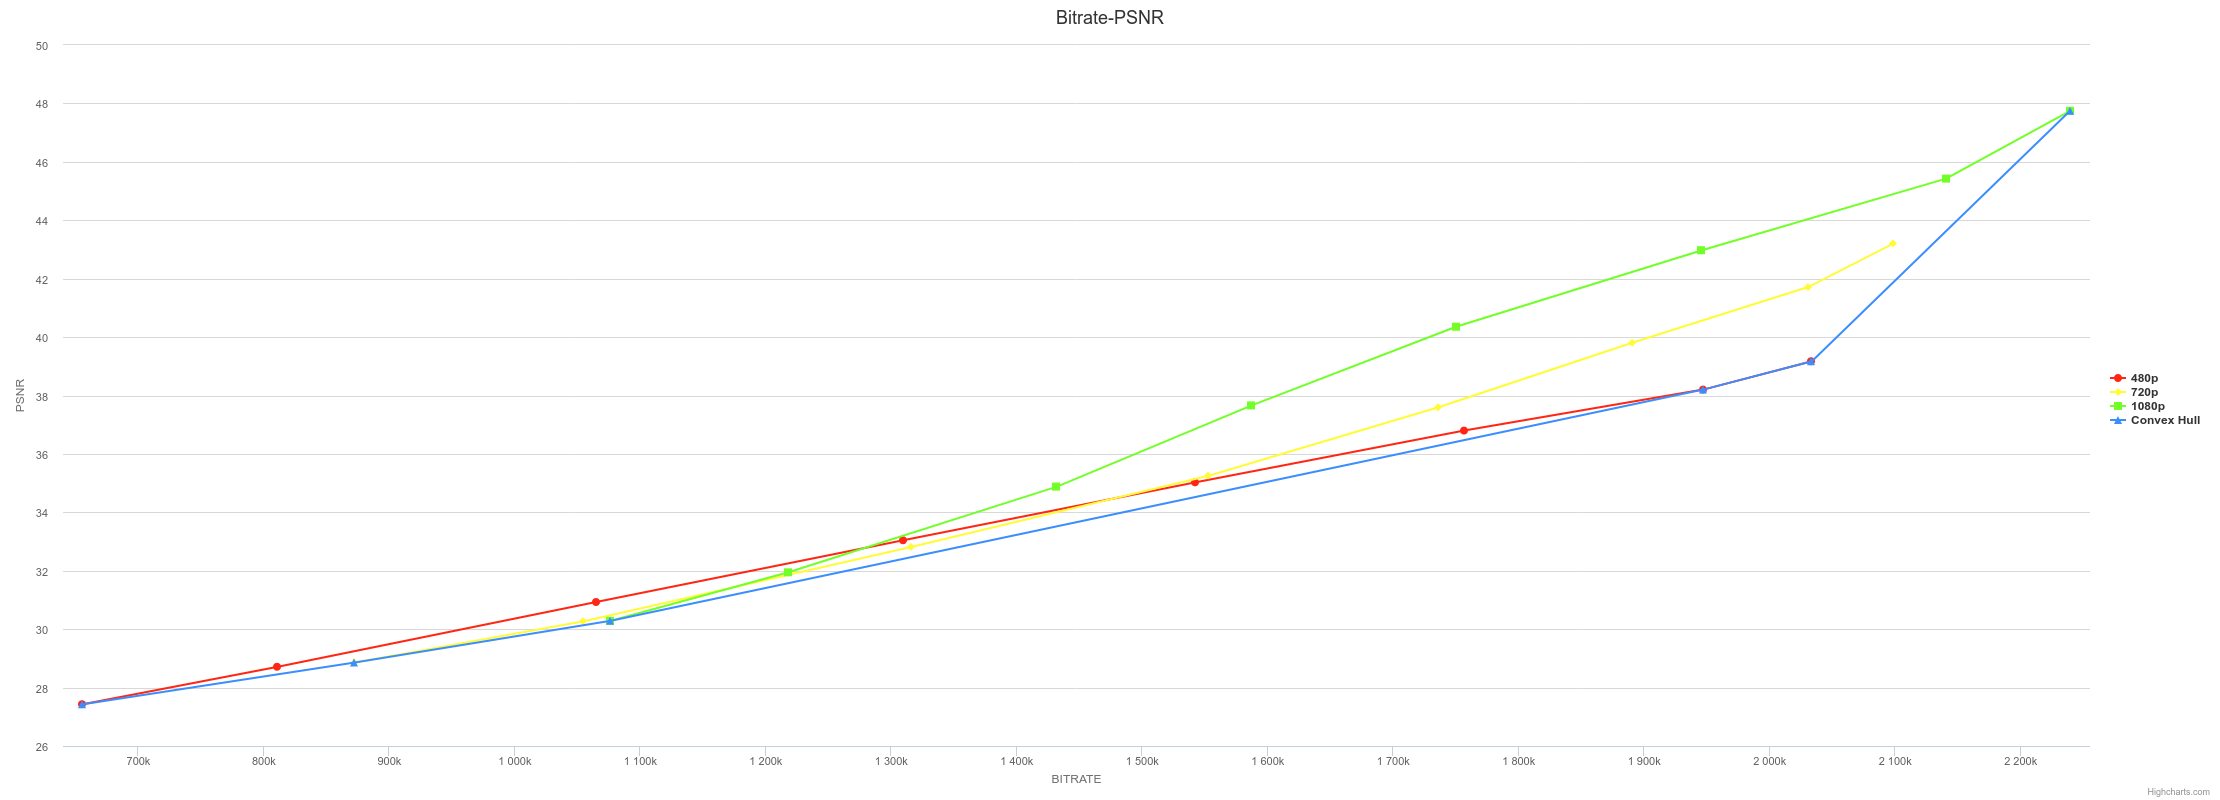 Bitrate-PSNR
50
48
46
44
42
40
38
36
34
32
30
28
26
PSNR
700k
800k
900k
1 000k
1 100k
1 200k
1 300k
1 400k
1 500k
1 600k
1 700k
1 800k
1 900k
2 000k
2 100k
2 200k
BITRATE
480p
720p
1080p
Convex Hull
Highcharts.com